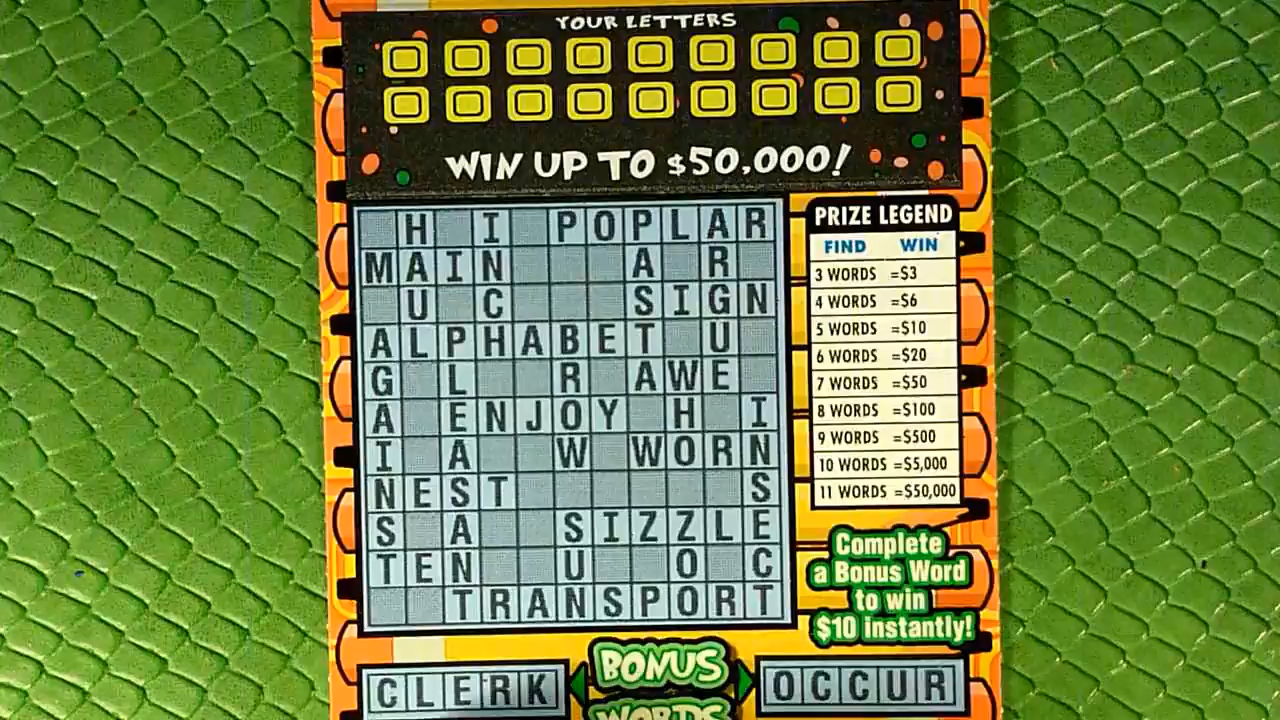 YOUR LETTERS
WIN UP TO $50,000!
H I POPLAR
MAIN A R
U C SIGN
ALPHABET U
G L R AWE
A ENJOY H I
I A W WORN
NEST S
S A SIZZLE
TEN U O C
TRANSPORT
PRIZE LEGEND
FIND WIN
3 WORDS =$3
4 WORDS =$6
5 WORDS =$10
6 WORDS =$20
7 WORDS =$50
8 WORDS =$100
9 WORDS =$500
10 WORDS =$5,000
11 WORDS =$50,000
Complete
a Bonus Word
to win
$10 instantly!
CLERK
BONUS
WORDS
OCCUR